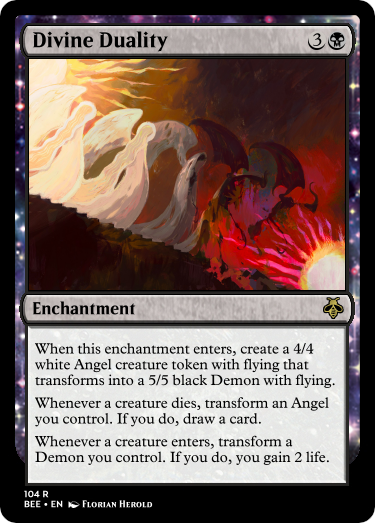 Divine Duality 3
Enchantment
When this enchantment enters, create a 4/4
white Angel creature token with flying that
transforms into a 5/5 black Demon with flying.
Whenever a creature dies, transform an Angel
you control. If you do, draw a card.
Whenever a creature enters, transform a
Demon you control. If you do, you gain 2 life.
104 R
BEE • EN Florian Herold